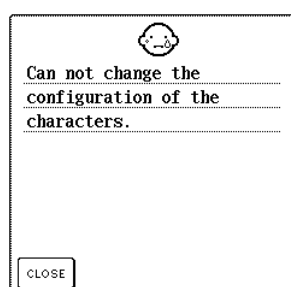 Can not change the
configuration of the
characters.
CLOSE